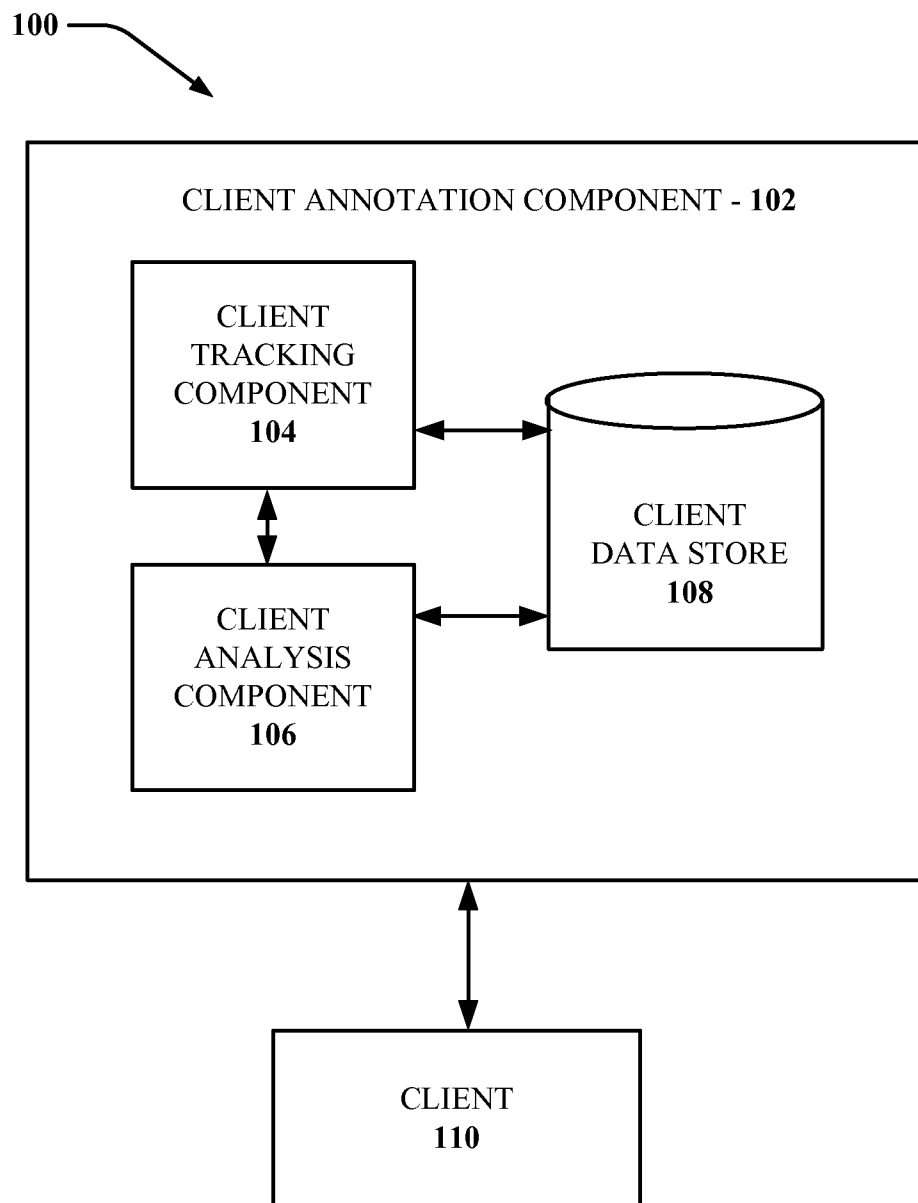 100
CLIENT ANNOTATION COMPONENT - 102
CLIENT
TRACKING
COMPONENT
104
CLIENT
DATA STORE
108
CLIENT
ANALYSIS
COMPONENT
106
CLIENT
110